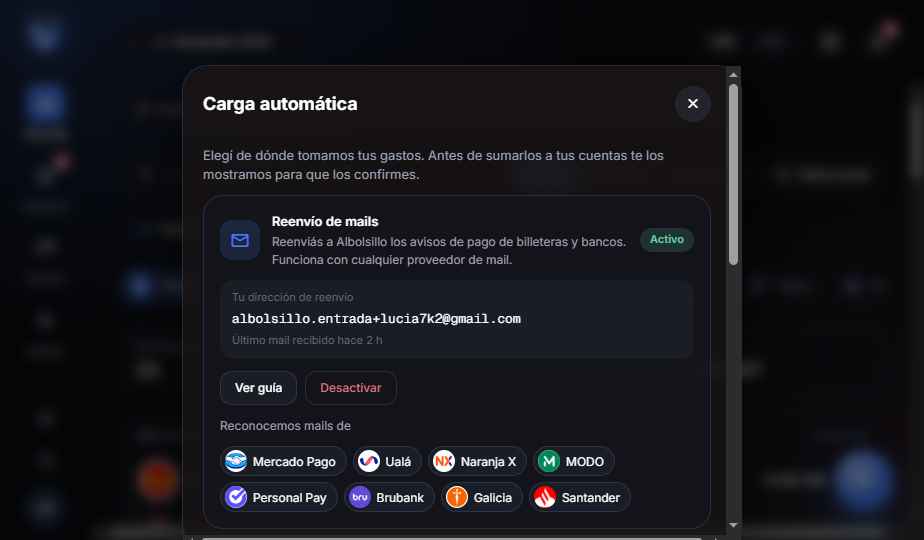 Carga automática
Elegí de dónde tomamos tus gastos. Antes de sumarlos a tus cuentas te los
mostramos para que los confirmes.
Reenvío de mails
Reenviás a Albolsillo los avisos de pago de billeteras y bancos.
Funciona con cualquier proveedor de mail.
Activo
Tu dirección de reenvío
albolsillo.entrada+lucia7k2@gmail.com
Último mail recibido hace 2 h
Ver guía
Desactivar
Reconocemos mails de
Mercado Pago
Ualá
NX Naranja X
MODO
Personal Pay
bru Brubank
Galicia
Santander